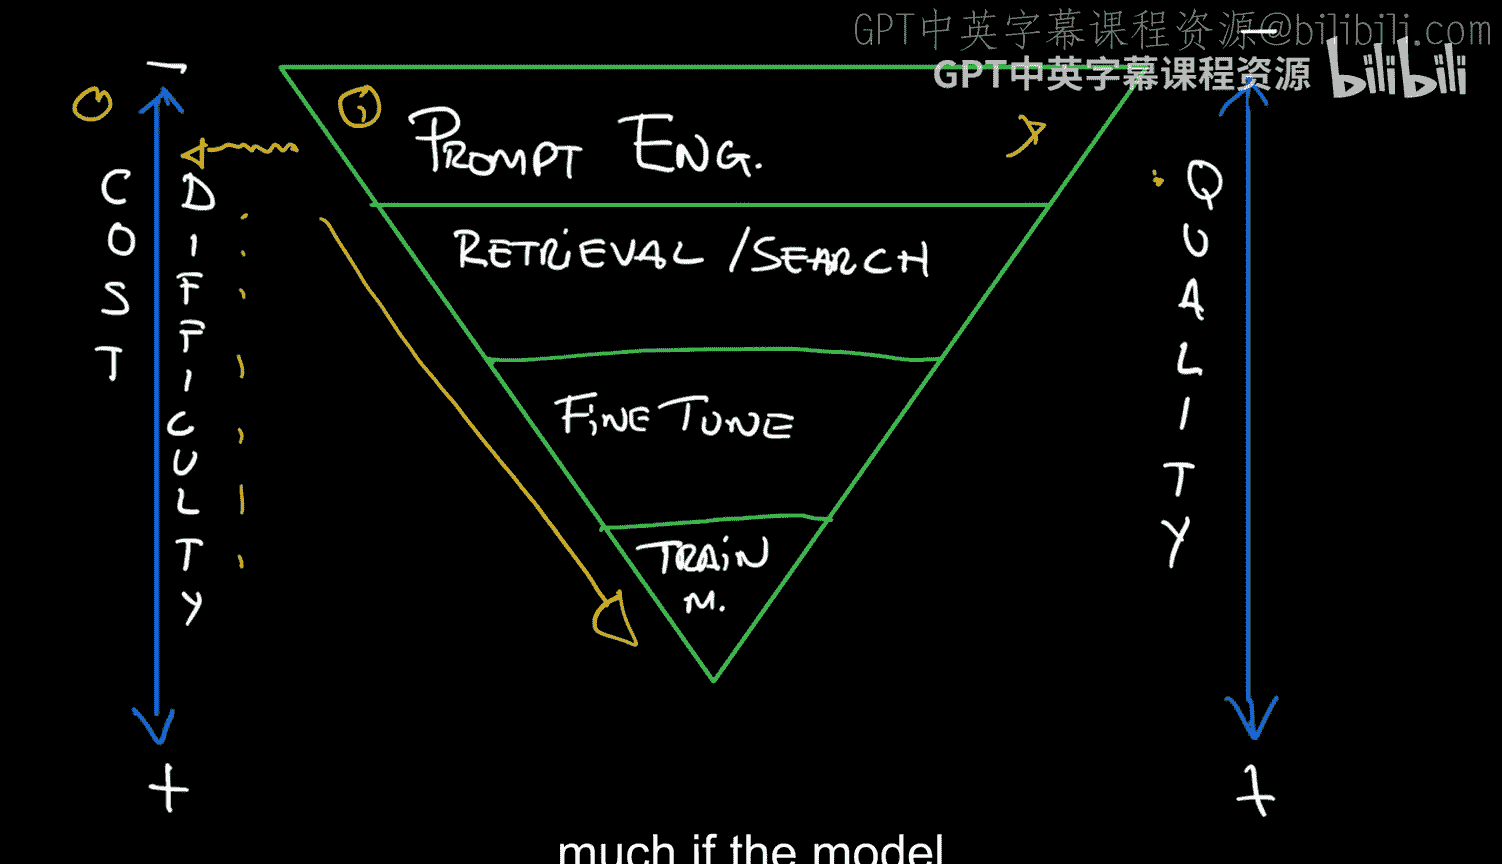 GPT中英字幕课程资源@bilibili.com
GPT中英字幕课程资源 bilibili
-
-
1
PROMPT ENG.
COST
DIFFICULTY
QUALITY
RETRIEVAL / SEARCH
FINE TUNE
TRAIN
M.
+
+
much if the model